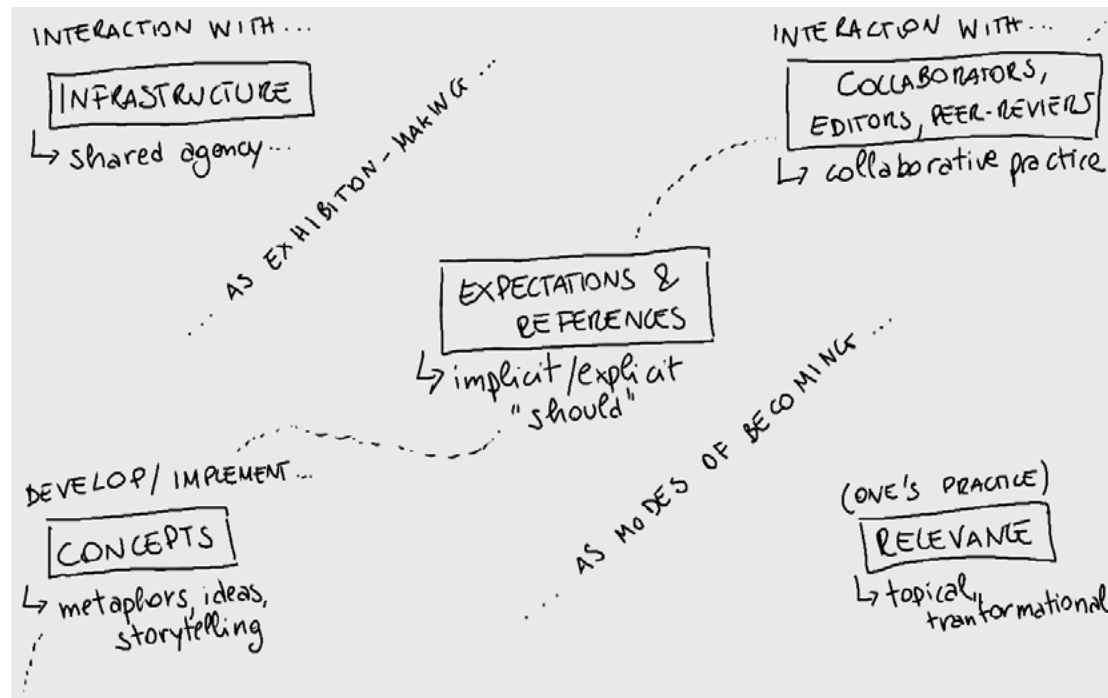 INTERACTION WITH...
INFRASTRUCTURE
↳ shared agency...
... AS EXHIBITION-MAKING ...
INTERACTION WITH...
COLLABORATORS,
EDITORS, PEER-REVIERS
↳ collaborative practice
EXPECTATIONS &
REFERENCES
↳ implicit/explicit
"should"
DEVELOP/IMPLEMENT...
CONCEPTS
↳ metaphors, ideas,
storytelling
... AS MODES OF BECOMING ...
(ONE'S PRACTICE)
RELEVANCE
↳ topical,
tranformational